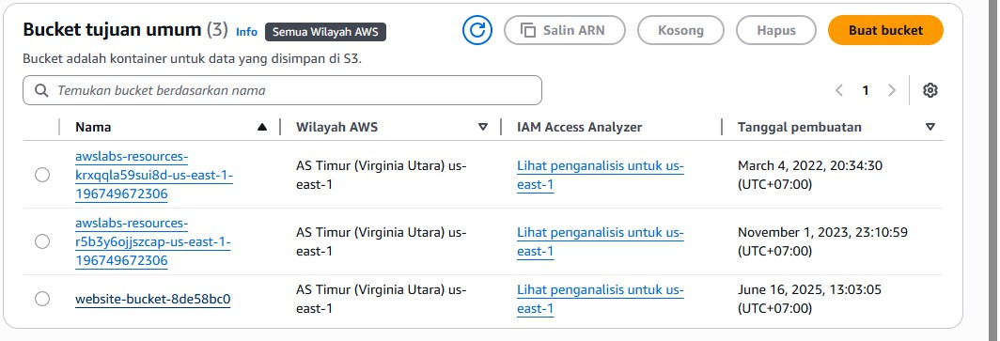 Bucket tujuan umum (3) Info Semua Wilayah AWS Salin ARN Kosong Hapus Buat bucket
Bucket adalah kontainer untuk data yang disimpan di S3.
Temukan bucket berdasarkan nama
1
Nama Wilayah AWS IAM Access Analyzer Tanggal pembuatan
awslabs-resources-
krxqqla59sui8d-us-east-1-
196749672306
AS Timur (Virginia Utara) us-
east-1
Lihat penganalisis untuk us-
east-1
March 4, 2022, 20:34:30
(UTC+07:00)
awslabs-resources-
r5b3y6ojjszcap-us-east-1-
196749672306
AS Timur (Virginia Utara) us-
east-1
Lihat penganalisis untuk us-
east-1
November 1, 2023, 23:10:59
(UTC+07:00)
website-bucket-8de58bc0
AS Timur (Virginia Utara) us-
east-1
Lihat penganalisis untuk us-
east-1
June 16, 2025, 13:03:05
(UTC+07:00)